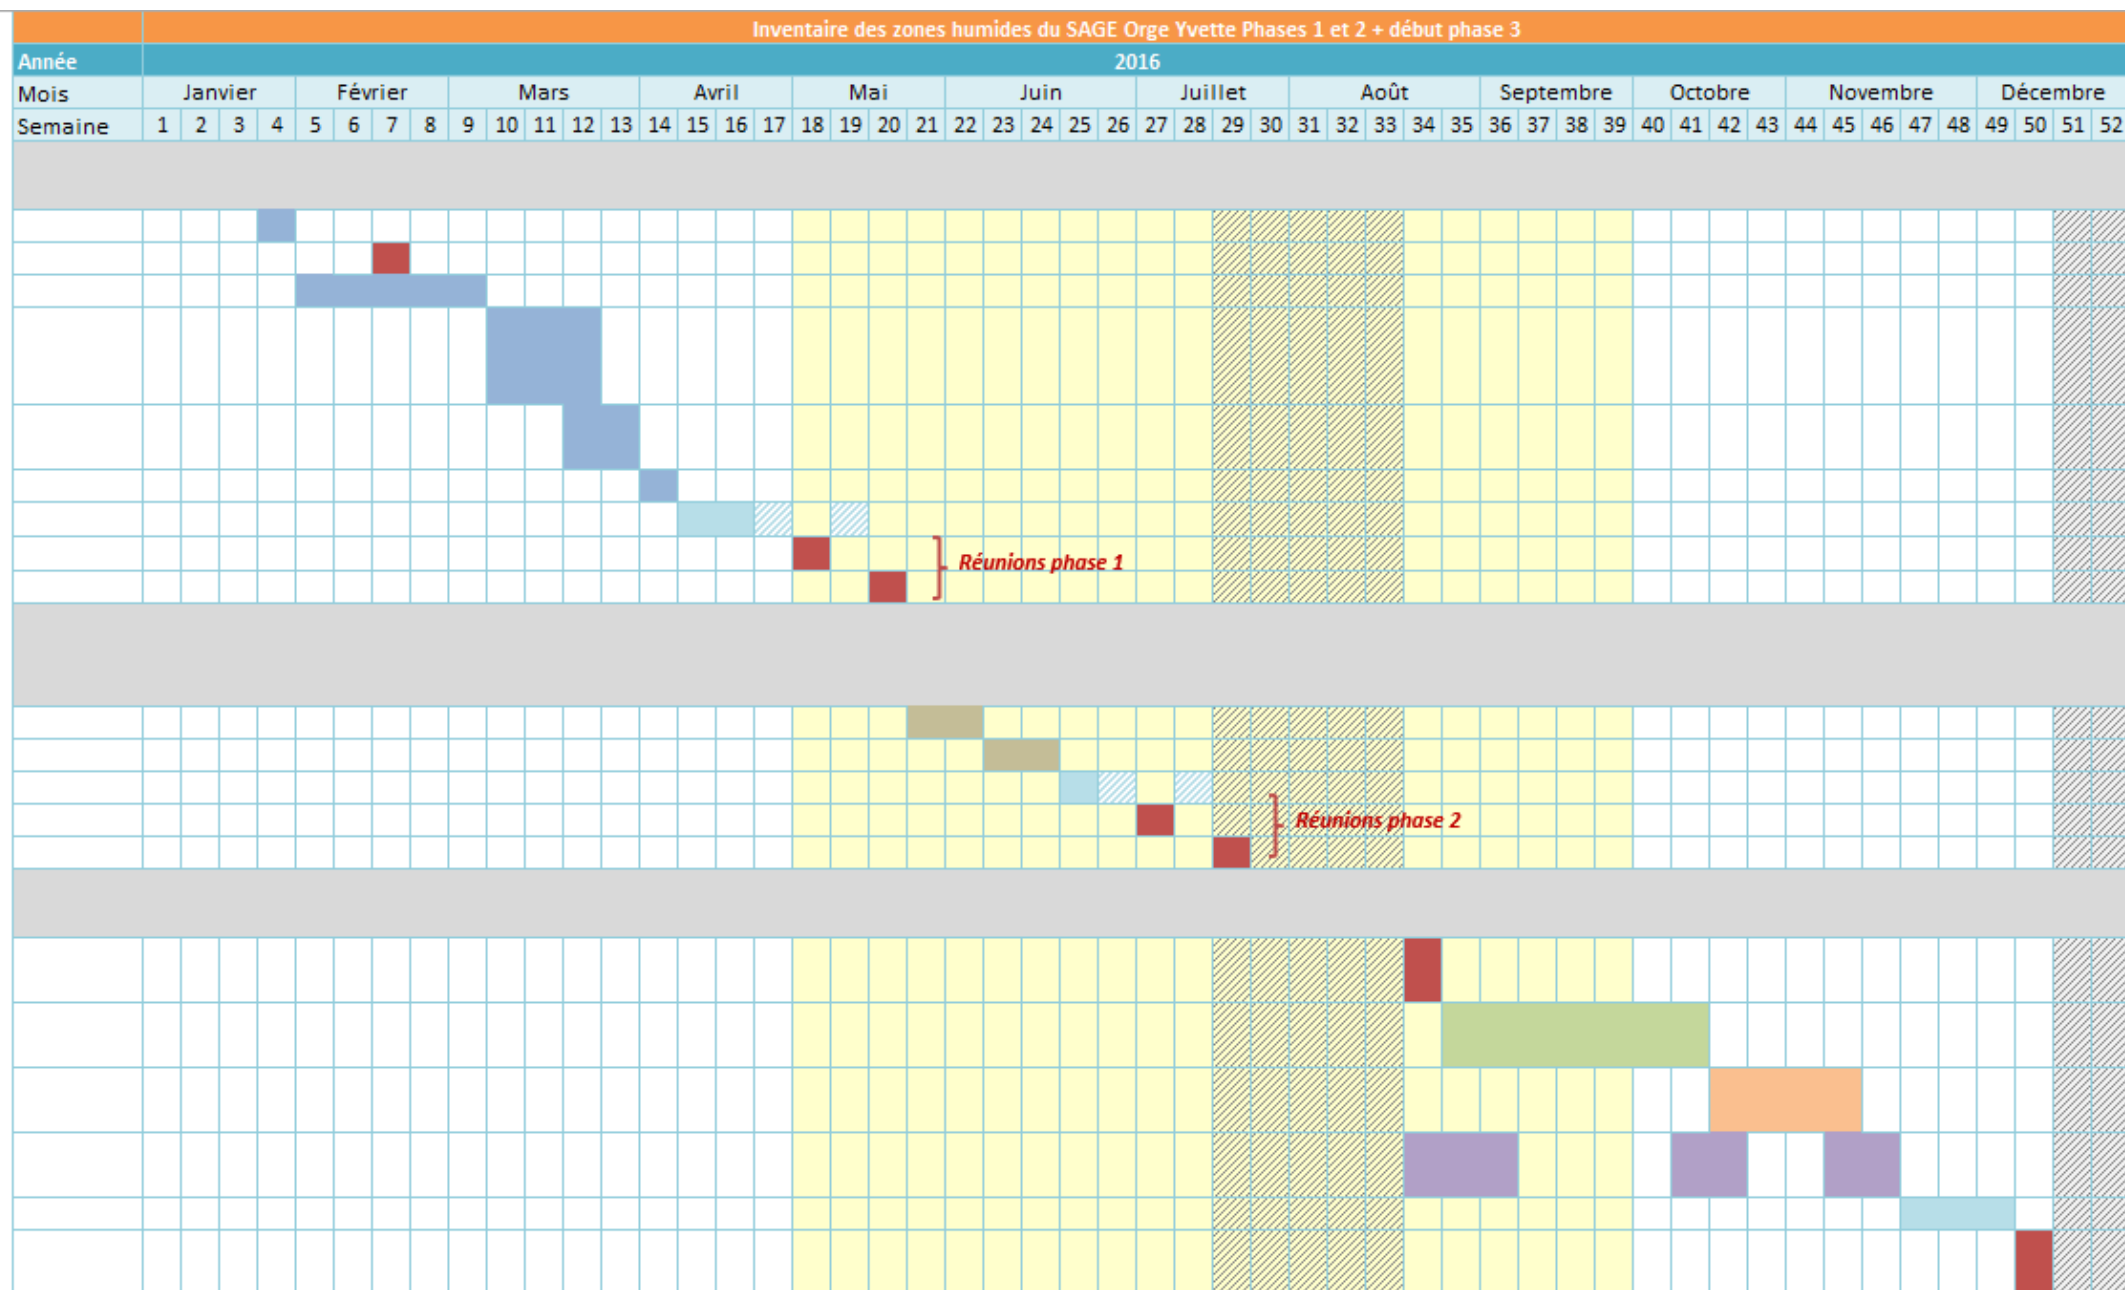 Inventaire des zones humides du SAGE Orge Yvette Phases 1 et 2 + début phase 3
Année 2016
Mois Janvier Février Mars Avril Mai Juin Juillet Août Septembre Octobre Novembre Décembre
Semaine 1 2 3 4 5 6 7 8 9 10 11 12 13 14 15 16 17 18 19 20 21 22 23 24 25 26 27 28 29 30 31 32 33 34 35 36 37 38 39 40 41 42 43 44 45 46 47 48 49 50 51 52
Réunions phase 1
Réunions phase 2